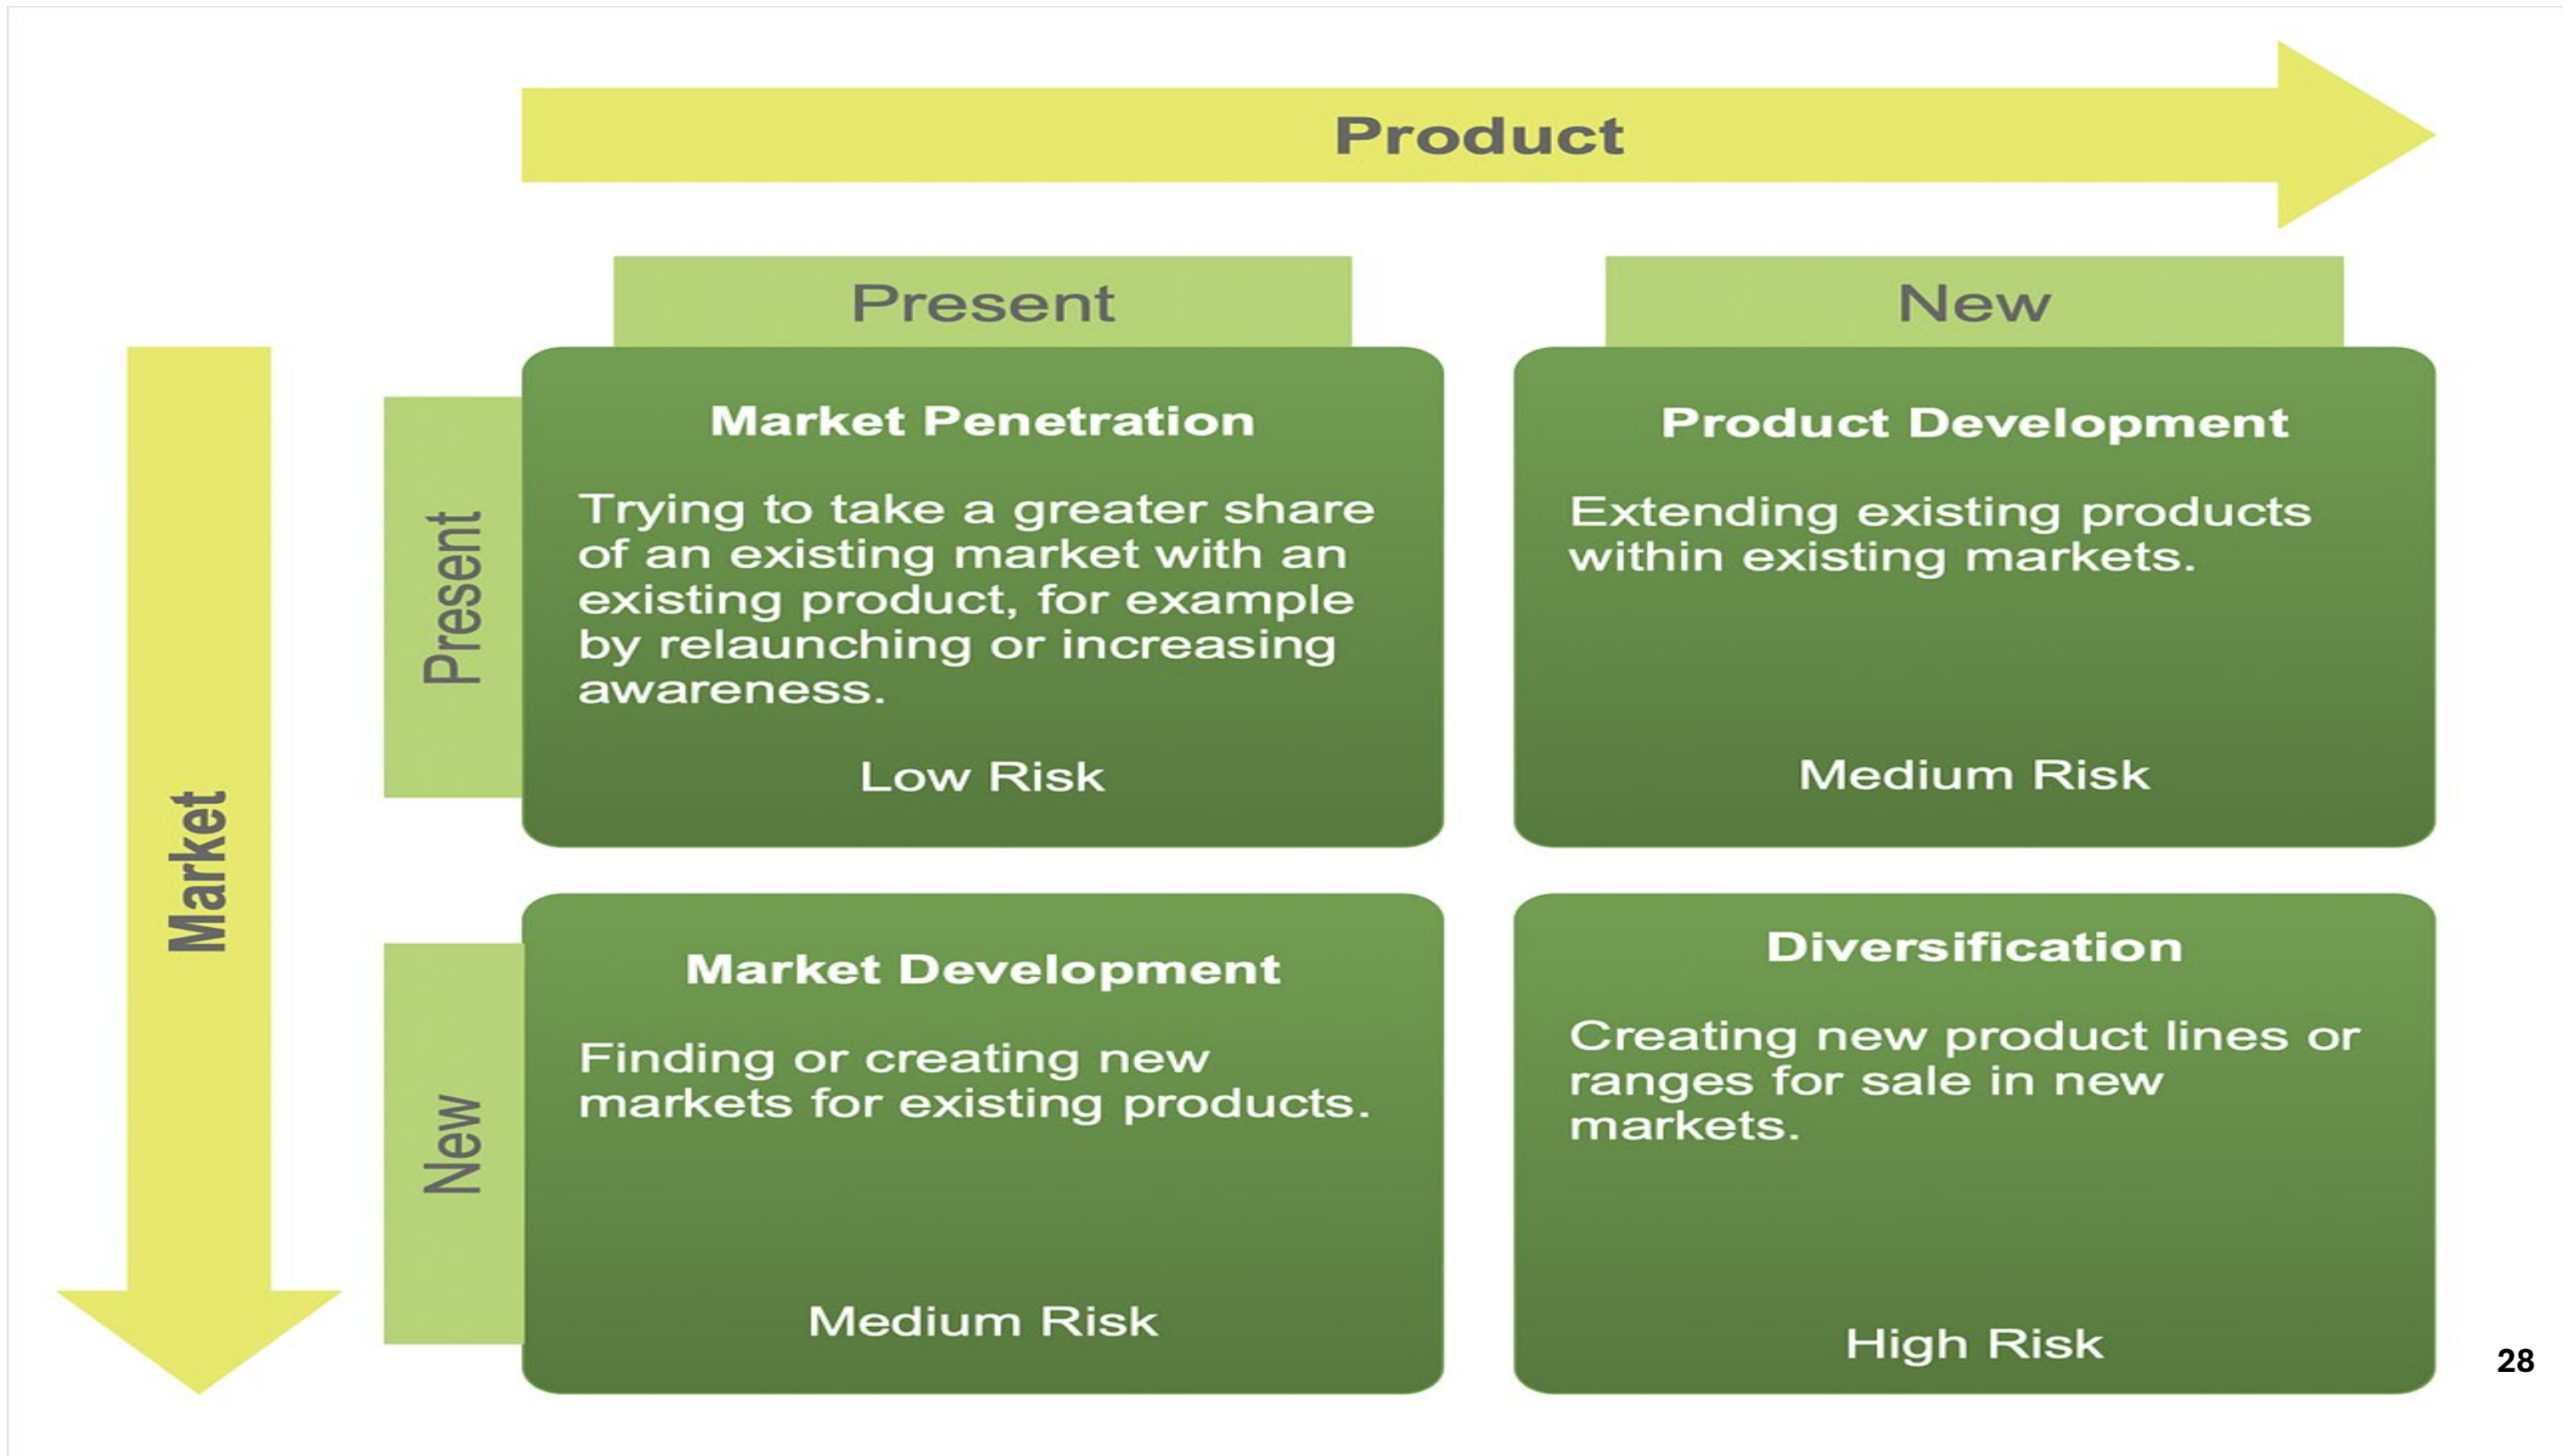 Product
Present
New
Market
Present
Market Penetration
Trying to take a greater share
of an existing market with an
existing product, for example
by relaunching or increasing
awareness.
Low Risk
Product Development
Extending existing products
within existing markets.
Medium Risk
New
Market Development
Finding or creating new
markets for existing products.
Medium Risk
Diversification
Creating new product lines or
ranges for sale in new
markets.
High Risk
28